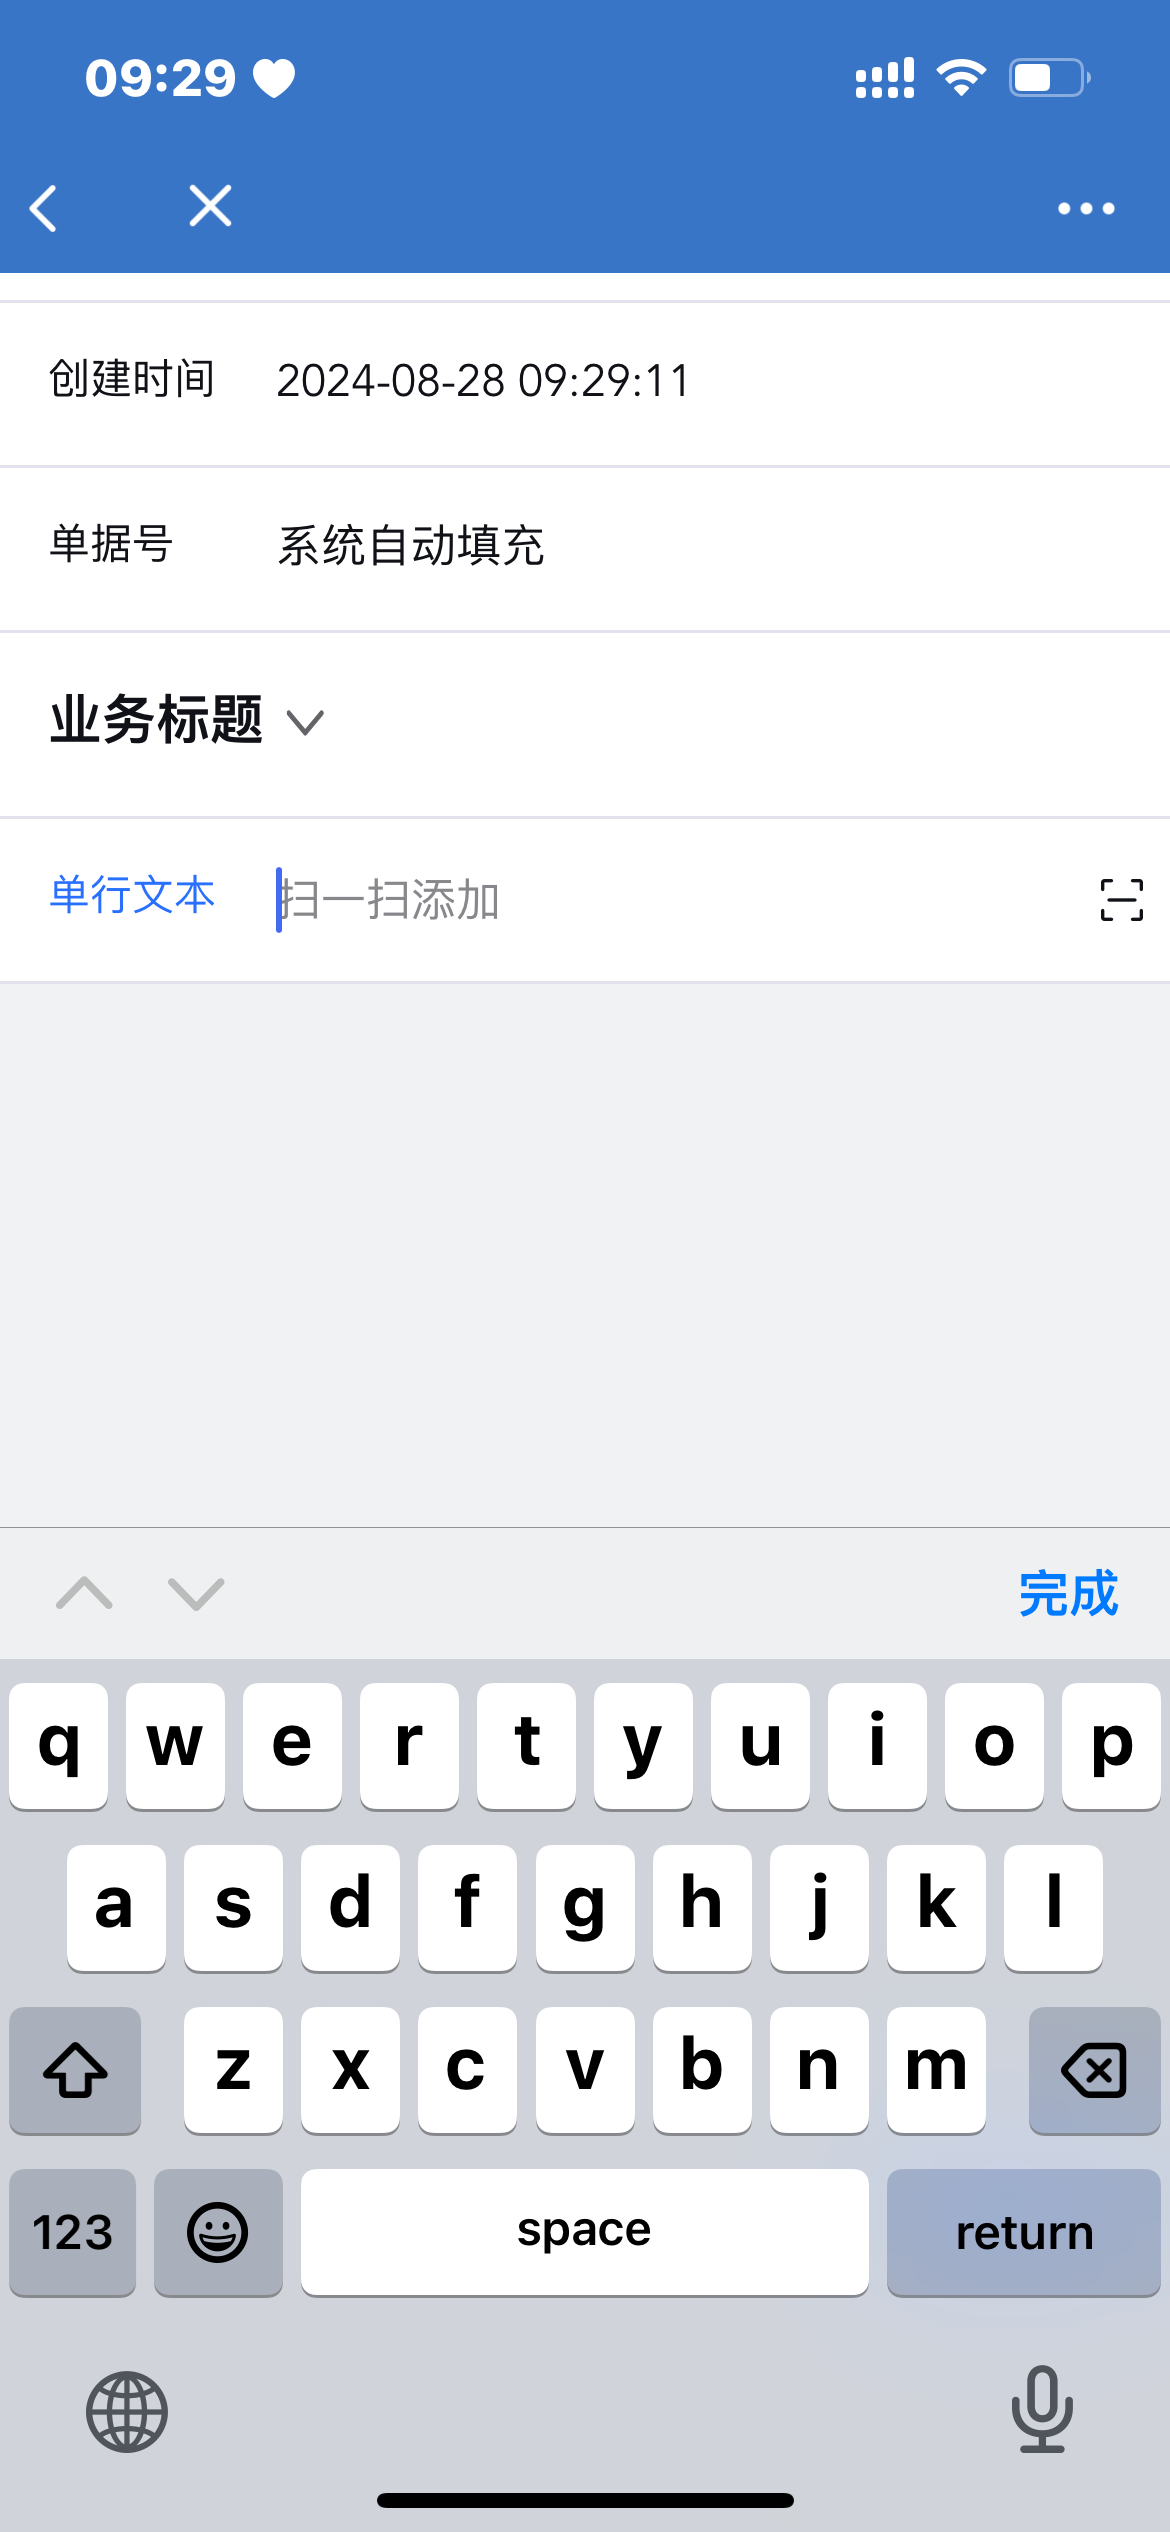 09:29
创建时间 2024-08-28 09:29:11
单据号 系统自动填充
业务标题
单行文本 扫一扫添加
完成
q w e r t y u i o p
a s d f g h j k l
z x c v b n m
123 space return